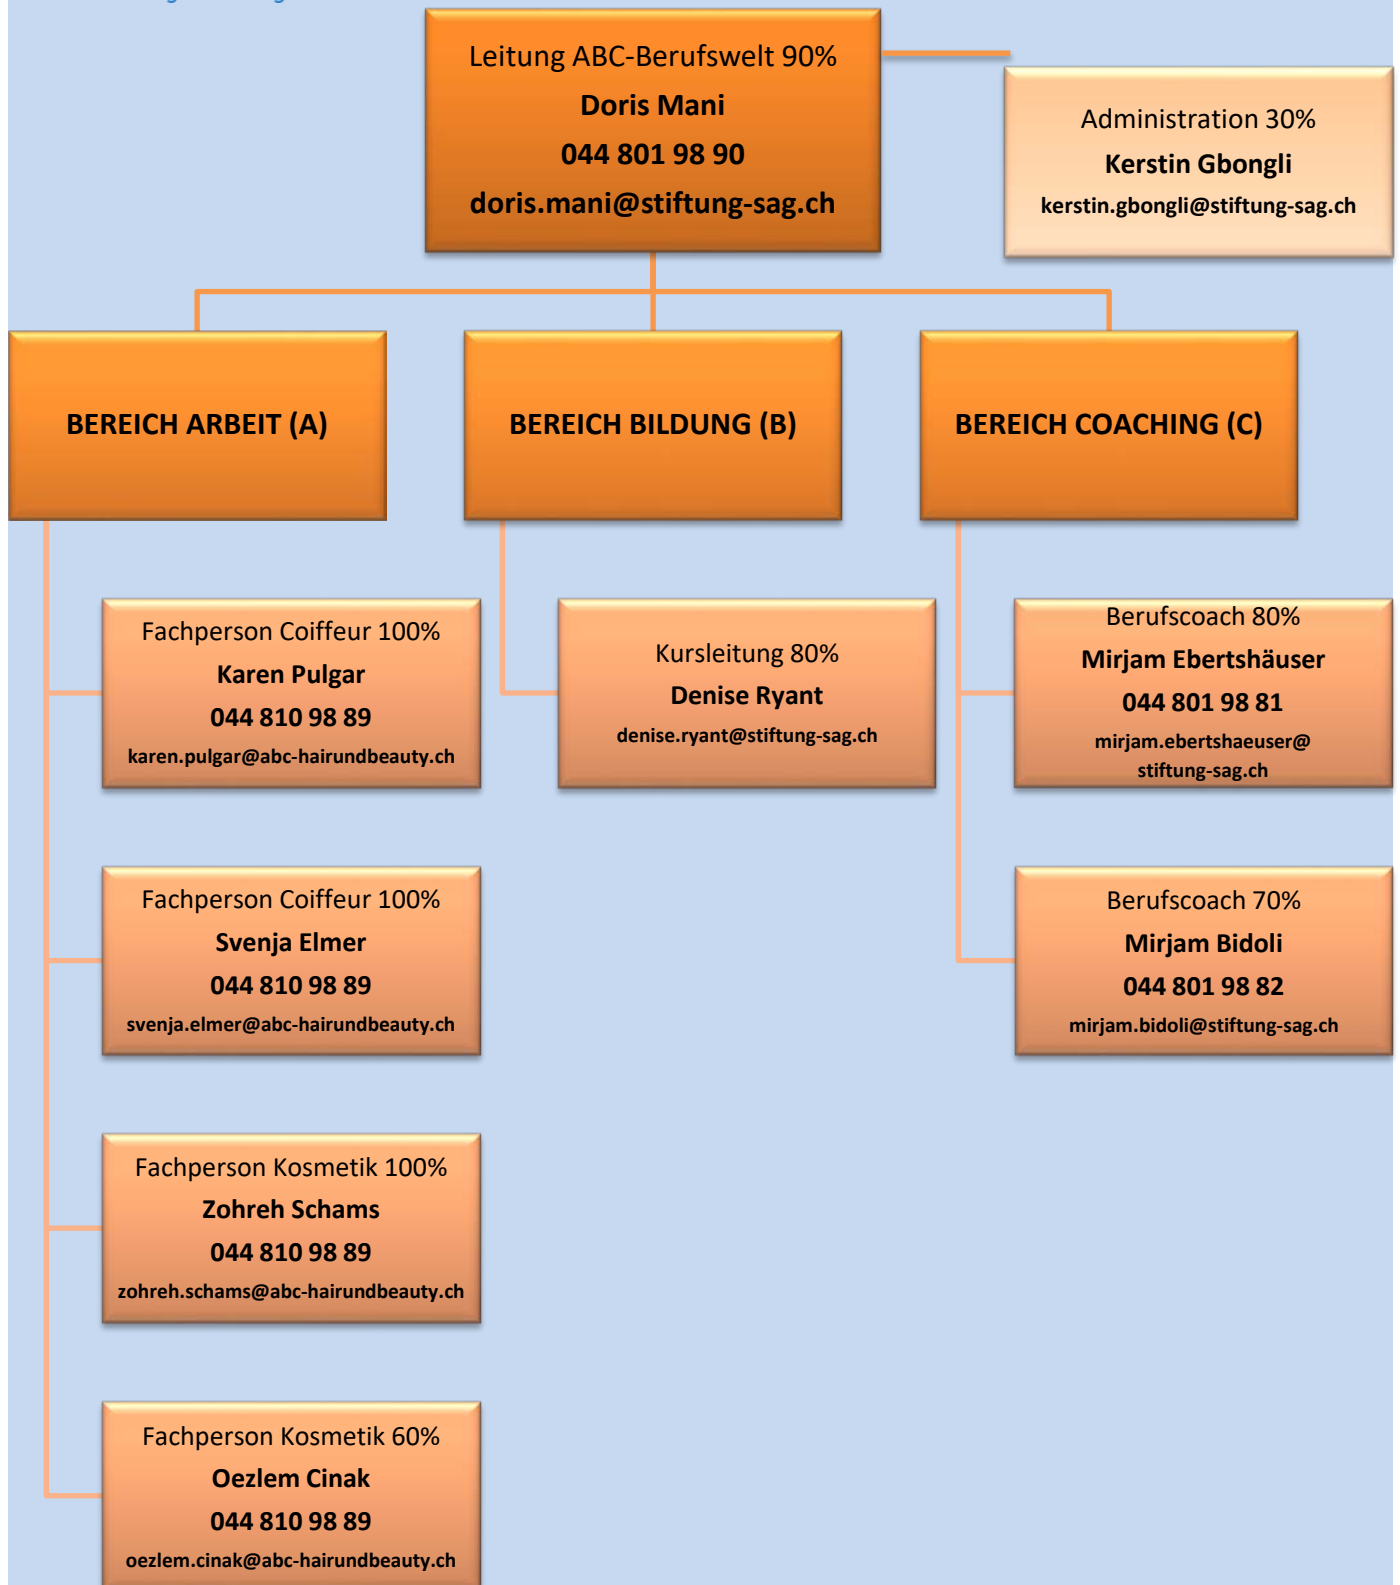 Leitung ABC-Berufswelt 90%
Doris Mani
044 801 98 90
doris.mani@stiftung-sag.ch
Administration 30%
Kerstin Gbongli
kerstin.gbongli@stiftung-sag.ch
BEREICH ARBEIT (A)
BEREICH BILDUNG (B)
BEREICH COACHING (C)
Fachperson Coiffeur 100%
Karen Pulgar
044 810 98 89
karen.pulgar@abc-hairundbeauty.ch
Kursleitung 80%
Denise Ryant
denise.ryant@stiftung-sag.ch
Berufscoach 80%
Mirjam Ebertshäuser
044 801 98 81
mirjam.ebertshaeuser@
stiftung-sag.ch
Fachperson Coiffeur 100%
Svenja Elmer
044 810 98 89
svenja.elmer@abc-hairundbeauty.ch
Berufscoach 70%
Mirjam Bidoli
044 801 98 82
mirjam.bidoli@stiftung-sag.ch
Fachperson Kosmetik 100%
Zohreh Schams
044 810 98 89
zohreh.schams@abc-hairundbeauty.ch
Fachperson Kosmetik 60%
Oezlem Cinak
044 810 98 89
oezlem.cinak@abc-hairundbeauty.ch